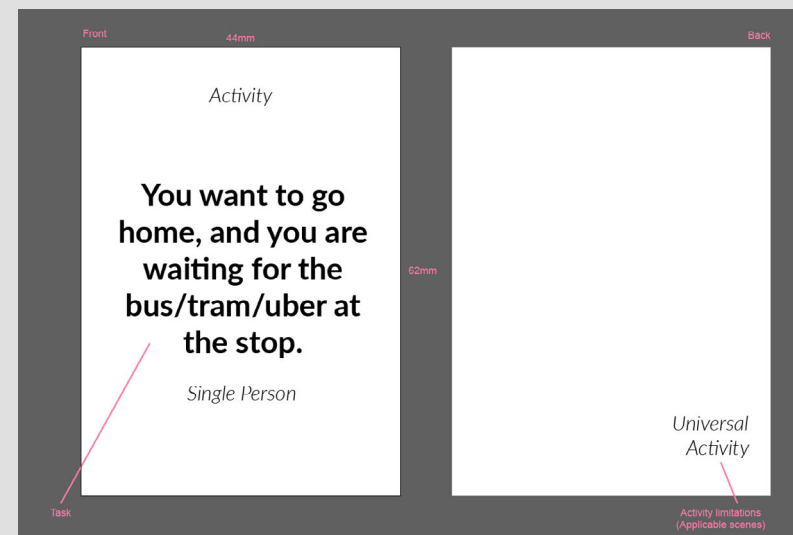 Front
44mm
Back
Activity
You want to go
home, and you are
waiting for the
bus/tram/uber at
the stop.
62mm
Single Person
Universal
Activity
Task
Activity limitations
(Applicable scenes)